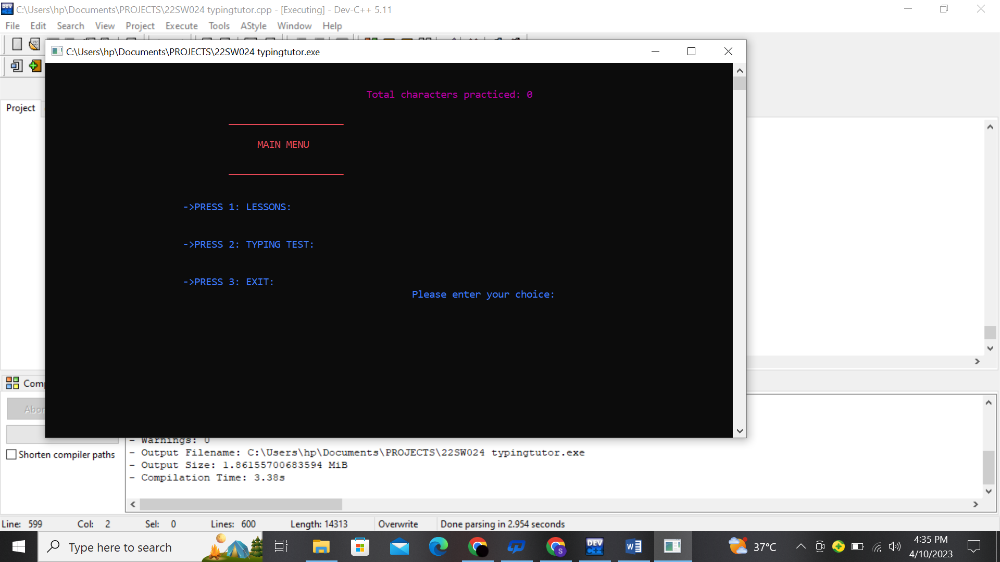 C:\Users\hp\Documents\PROJECTS\22SW024 typingtutor.cpp - [Executing] - Dev-C++ 5.11
File Edit Search View Project Execute Tools AStyle Window Help
C:\Users\hp\Documents\PROJECTS\22SW024 typingtutor.exe
Total characters practiced: 0
Project
MAIN MENU
->PRESS 1: LESSONS:
->PRESS 2: TYPING TEST:
->PRESS 3: EXIT:
Please enter your choice:
Comp
Abor
- Warnings: 0
Shorten compiler paths
- Output Filename: C:\Users\hp\Documents\PROJECTS\22SW024 typingtutor.exe
- Output Size: 1.86155700683594 MiB
- Compilation Time: 3.38s
Line: 599 Col: 2 Sel: 0 Lines: 600 Length: 14313 Overwrite Done parsing in 2.954 seconds
Type here to search
S
DEV C++
W
37°C
4:35 PM
4/10/2023